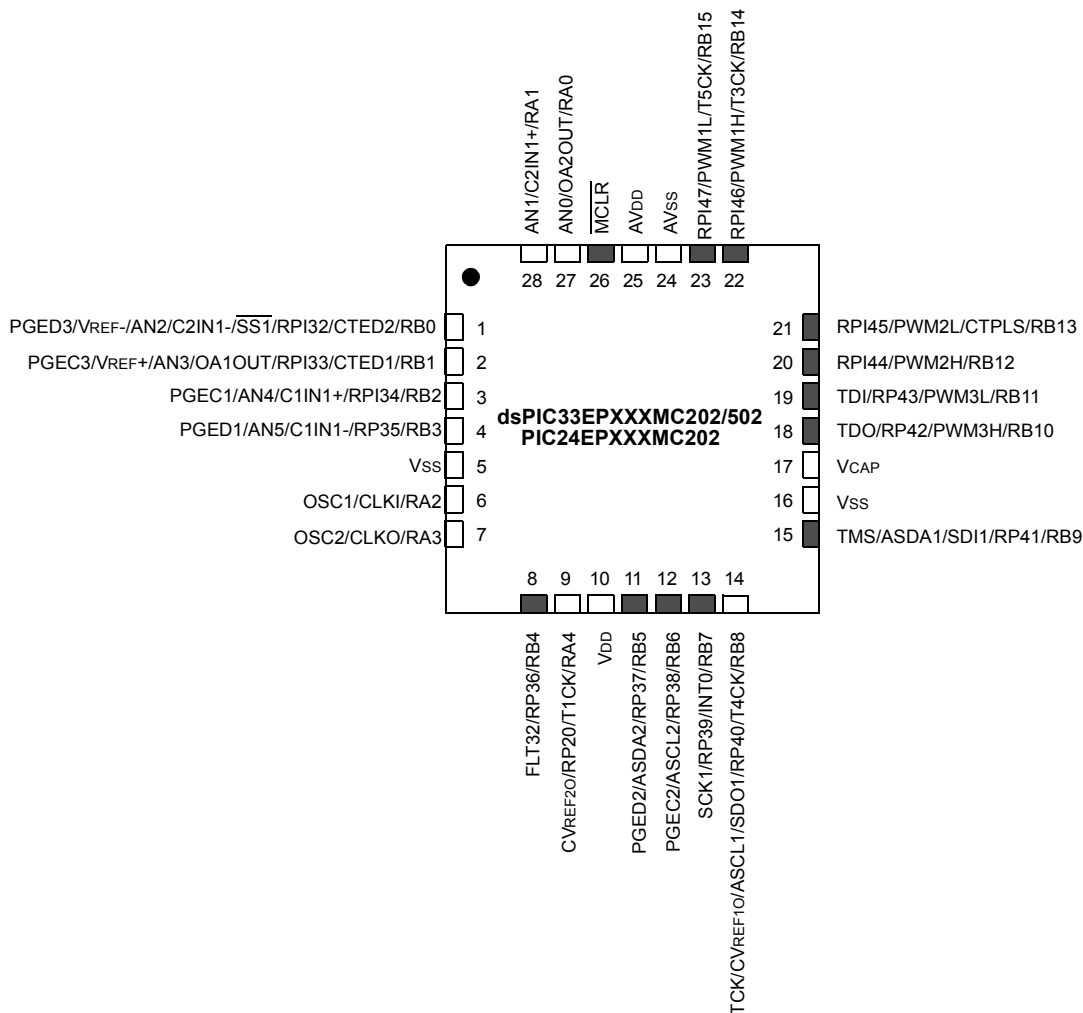 AN1/C2IN1+/RA1
AN0/OA2OUT/RA0
MCLR
AVDD
AVSS
RPI47/PWM1L/T5CK/RB15
RPI46/PWM1H/T3CK/RB14
28 27 26 25 24 23 22
PGED3/VREF-/AN2/C2IN1-/SS1/RPI32/CTED2/RB0 1
PGEC3/VREF+/AN3/OA1OUT/RPI33/CTED1/RB1 2
PGEC1/AN4/C1IN1+/RPI34/RB2 3
PGED1/AN5/C1IN1-/RP35/RB3 4
VSS 5
OSC1/CLKI/RA2 6
OSC2/CLKO/RA3 7
dsPIC33EPXXXMC202/502
PIC24EPXXXMC202
21 RPI45/PWM2L/CTPLS/RB13
20 RPI44/PWM2H/RB12
19 TDI/RP43/PWM3L/RB11
18 TDO/RP42/PWM3H/RB10
17 VCAP
16 VSS
15 TMS/ASDA1/SDI1/RP41/RB9
8 9 10 11 12 13 14
FLT32/RP36/RB4
CVREF2O/RP20/T1CK/RA4
VDD
PGED2/ASDA2/RP37/RB5
PGEC2/ASCL2/RP38/RB6
SCK1/RP39/INT0/RB7
TCK/CVREF1O/ASCL1/SDO1/RP40/T4CK/RB8